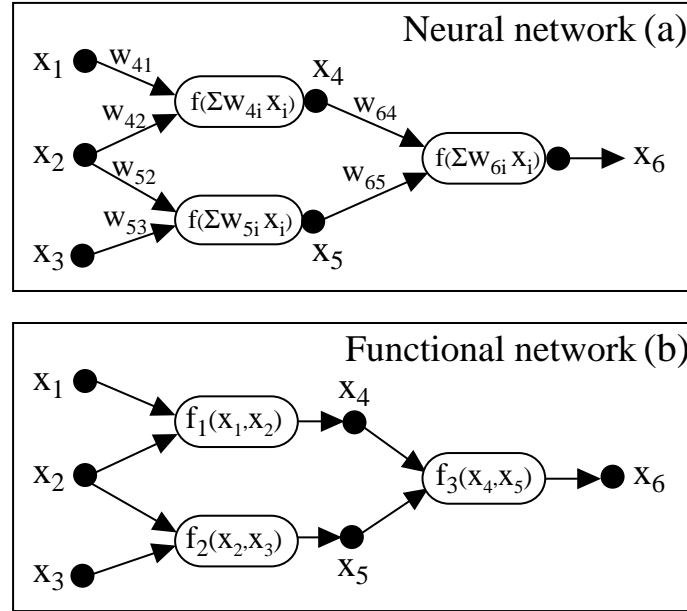 Neural network (a)
x1 w41 x4
f(Σw4i xi) w64
w42
x2 f(Σw6i xi) x6
w52 w65
f(Σw5i xi)
w53
x3 x5
Functional network (b)
x1 x4
f1(x1,x2)
x2 f3(x4,x5) x6
f2(x2,x3)
x3 x5